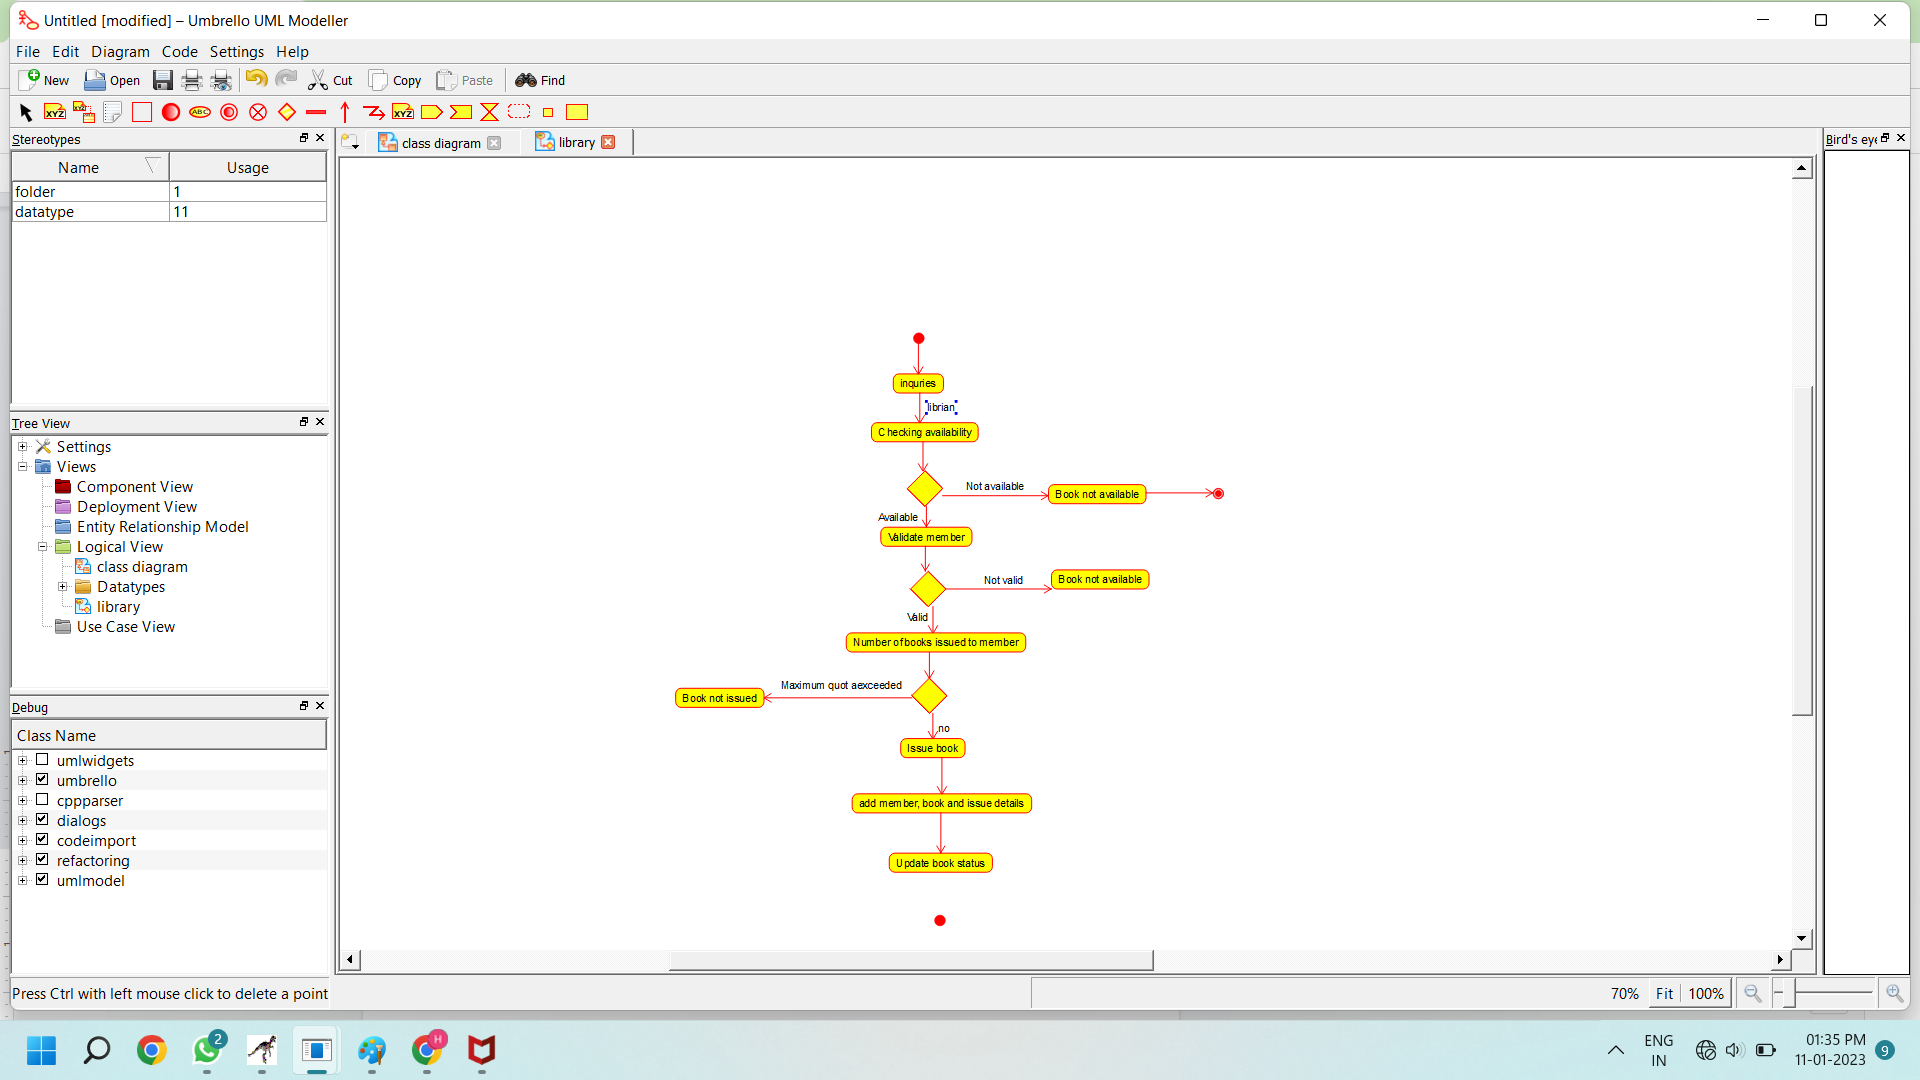 Untitled [modified] – Umbrello UML Modeller
File Edit Diagram Code Settings Help
New Open Cut Copy Paste Find
XYZ XYZ ABC XYZ
Stereotypes
Name Usage
folder 1
datatype 11
class diagram library
Bird's eye
inquries
librian
Checking availability
Not available
Book not available
Available
Validate member
Not valid
Book not available
Valid
Number of books issued to member
Maximum quot aexceeded
Book not issued
no
Issue book
add member, book and issue details
Update book status
Tree View
Settings
Views
Component View
Deployment View
Entity Relationship Model
Logical View
class diagram
Datatypes
library
Use Case View
Debug
Class Name
umlwidgets
umbrello
cppparser
dialogs
codeimport
refactoring
umlmodel
Press Ctrl with left mouse click to delete a point
70% Fit 100%
2
H
ENG
IN
01:35 PM
11-01-2023
9